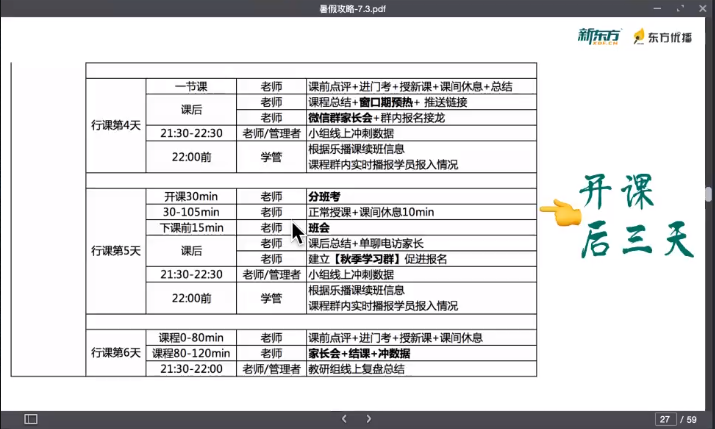 暑假攻略-7.3.pdf
新东方 XDF.CN 东方优播
一节课 老师 课前点评+进门考+授新课+课间休息+总结
课后 老师 课程总结+窗口期预热+ 推送链接
老师 微信群家长会+群内报名接龙
行课第4天
21:30-22:30 老师/管理者 小组线上冲刺数据
22:00前 学管 根据乐播课续班信息
课程群内实时播报学员报入情况
开课30min 老师 分班考
30-105min 老师 正常授课+课间休息10min
下课前15min 老师 班会
行课第5天
课后 老师 课后总结+单聊电访家长
老师 建立【秋季学习群】促进报名
21:30-22:30 老师/管理者 小组线上冲刺数据
22:00前 学管 根据乐播课续班信息
课程群内实时播报学员报入情况
课程0-80min 老师 课前点评+进门考+授新课+课间休息
行课第6天 课程80-120min 老师 家长会+结课+冲数据
21:30-22:00 老师/管理者 教研组线上复盘总结
开课
后三天
27 / 59